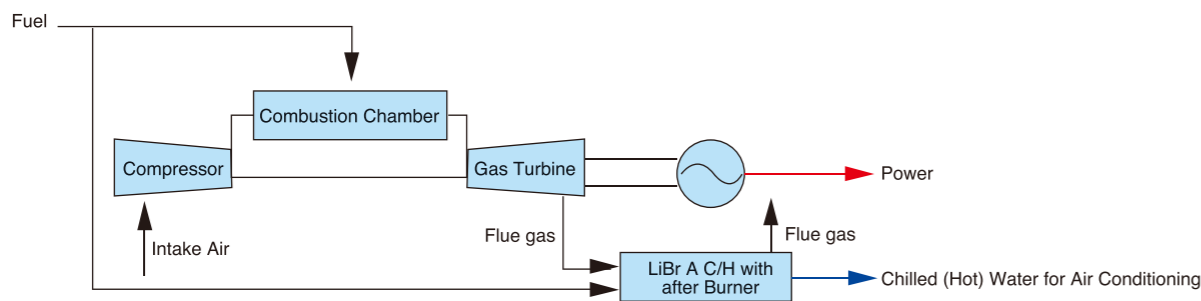 Fuel
Combustion Chamber
Compressor
Gas Turbine
Power
Intake Air
Flue gas
Flue gas
LiBr A C/H with
after Burner
Chilled (Hot) Water for Air Conditioning